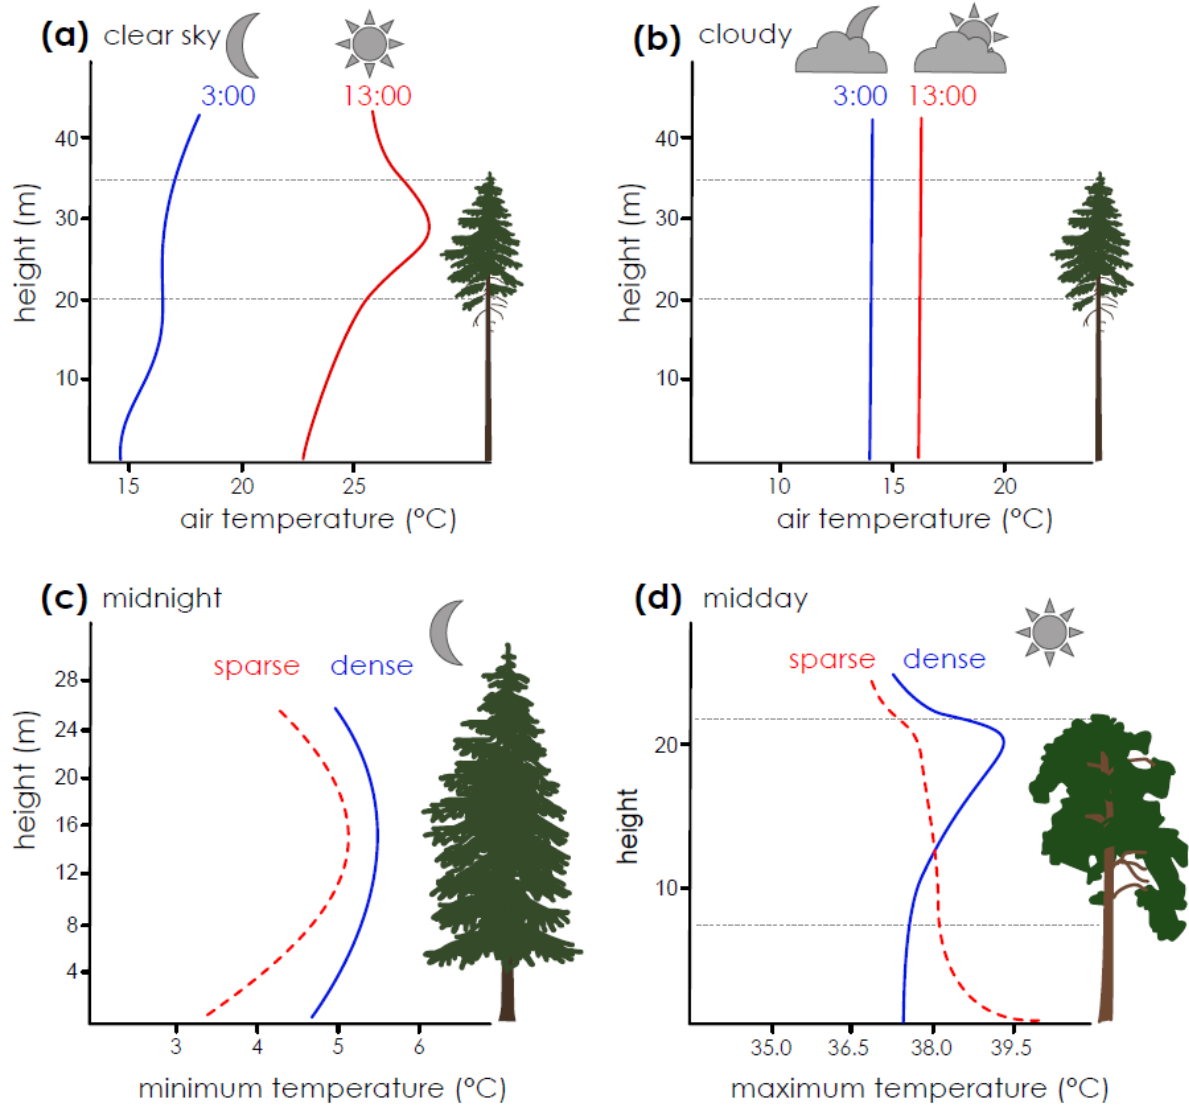 (a) clear sky
3:00 13:00
40
30
20
10
height (m)
15 20 25
air temperature (°C)
(b) cloudy
3:00 13:00
40
30
20
10
height (m)
10 15 20
air temperature (°C)
(c) midnight
sparse dense
28
24
20
16
12
8
4
height (m)
3 4 5 6
minimum temperature (°C)
(d) midday
sparse dense
20
10
height
35.0 36.5 38.0 39.5
maximum temperature (°C)